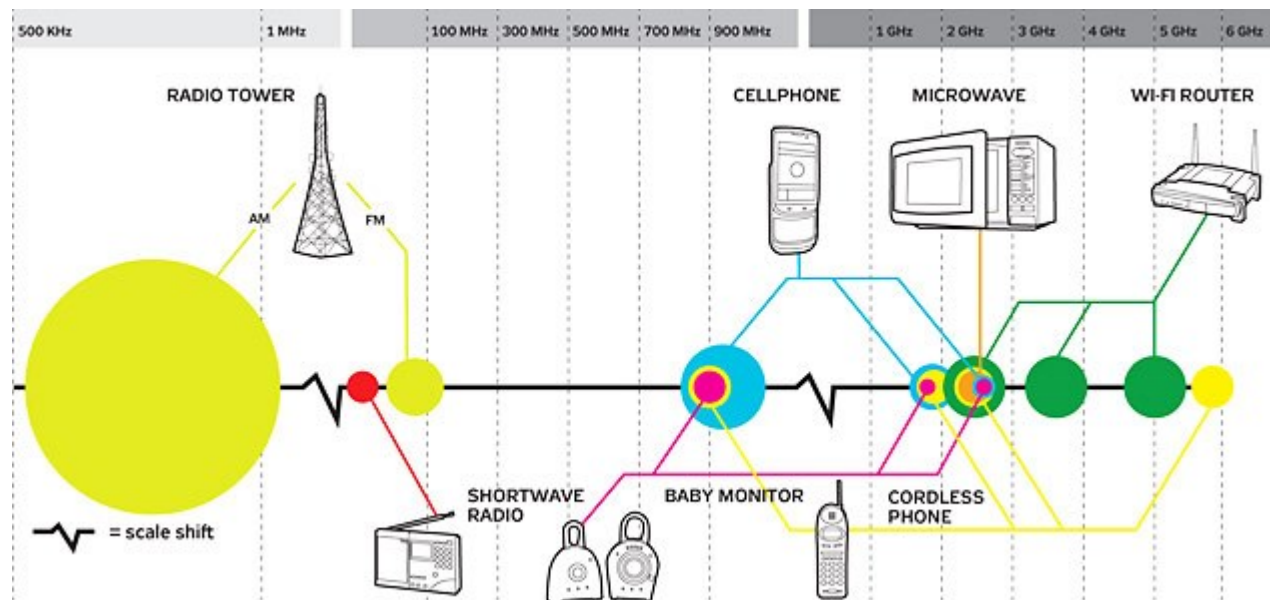 500 KHz 1 MHz 100 MHz 300 MHz 500 MHz 700 MHz 900 MHz 1 GHz 2 GHz 3 GHz 4 GHz 5 GHz 6 GHz
RADIO TOWER
CELLPHONE
MICROWAVE
WI-FI ROUTER
AM
FM
SHORTWAVE
RADIO
BABY MONITOR
CORDLESS
PHONE
= scale shift